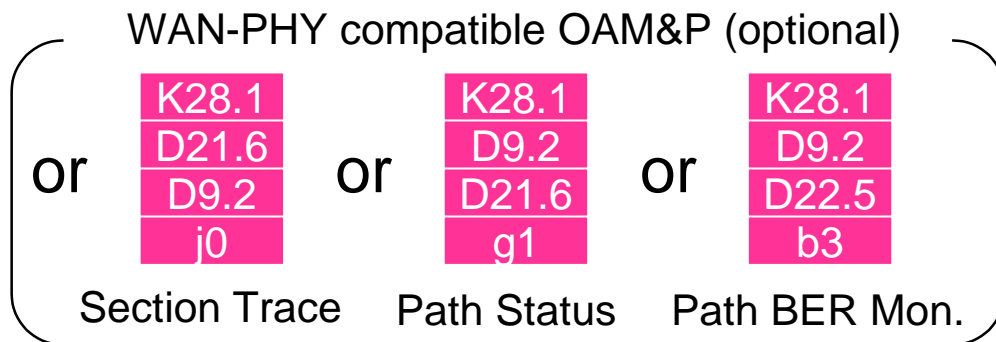 WAN-PHY compatible OAM&P (optional)
or
K28.1
D21.6
D9.2
j0
Section Trace
or
K28.1
D9.2
D21.6
g1
Path Status
or
K28.1
D9.2
D22.5
b3
Path BER Mon.